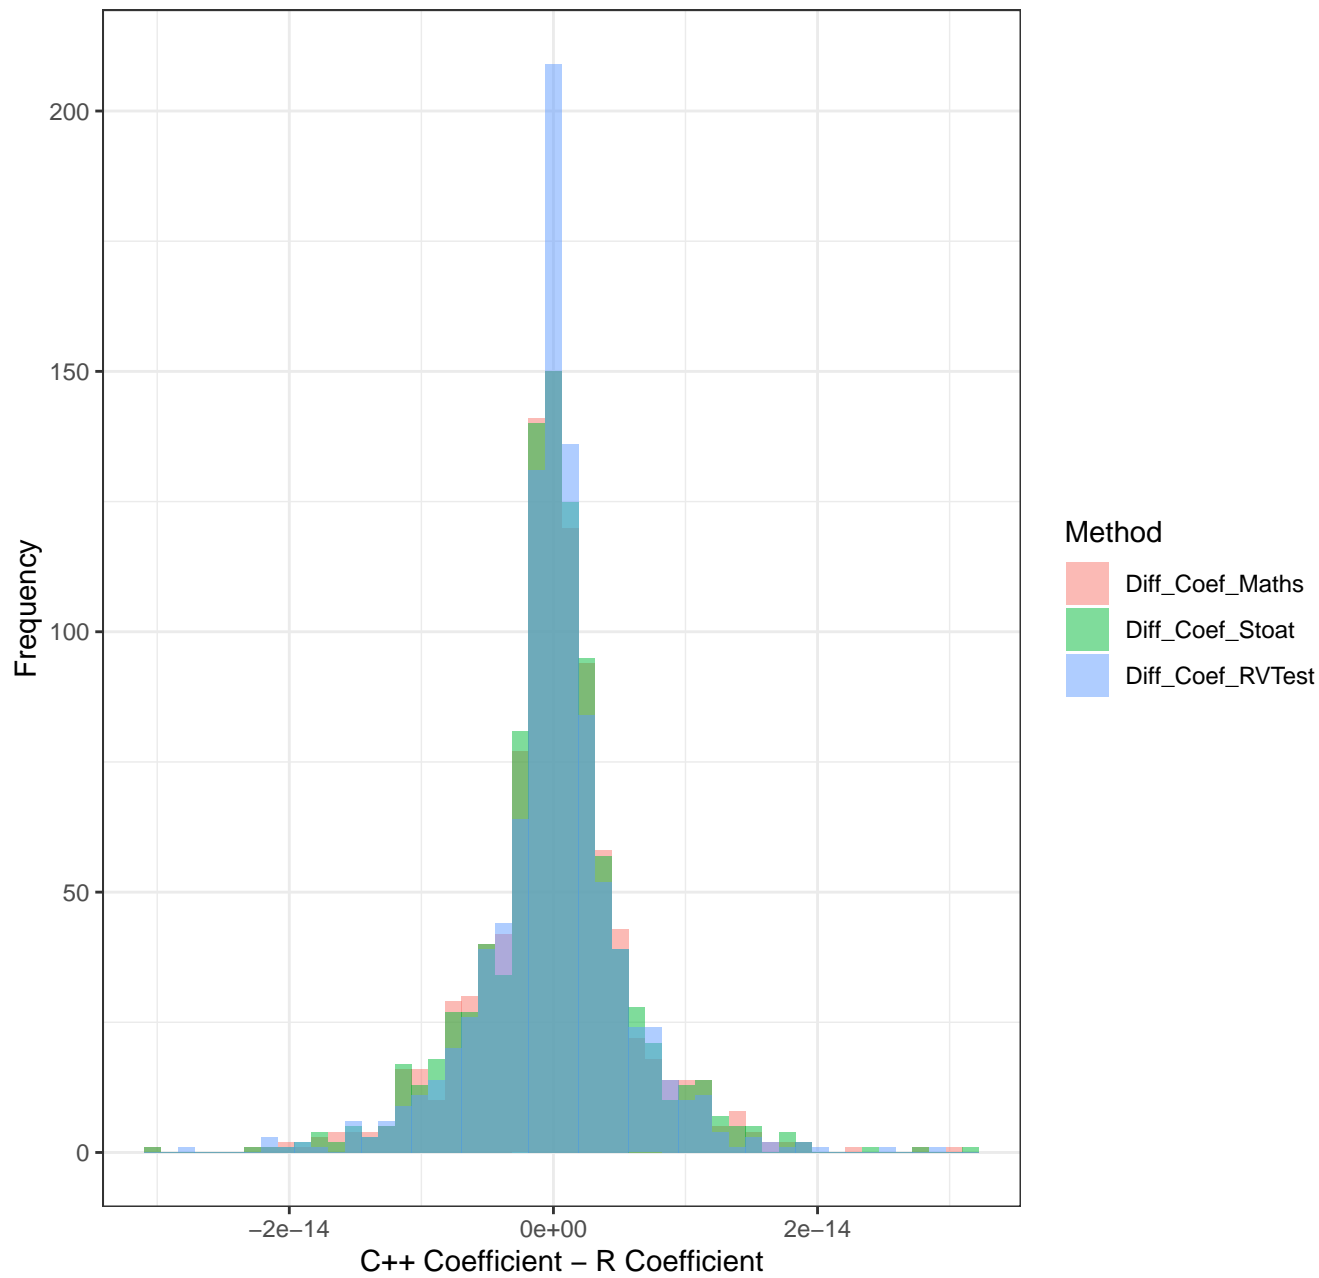 200
150
100
50
0
Frequency
−2e−14
0e+00
2e−14
C++ Coefficient − R Coefficient
Method
Diff_Coef_Maths
Diff_Coef_Stoat
Diff_Coef_RVTest